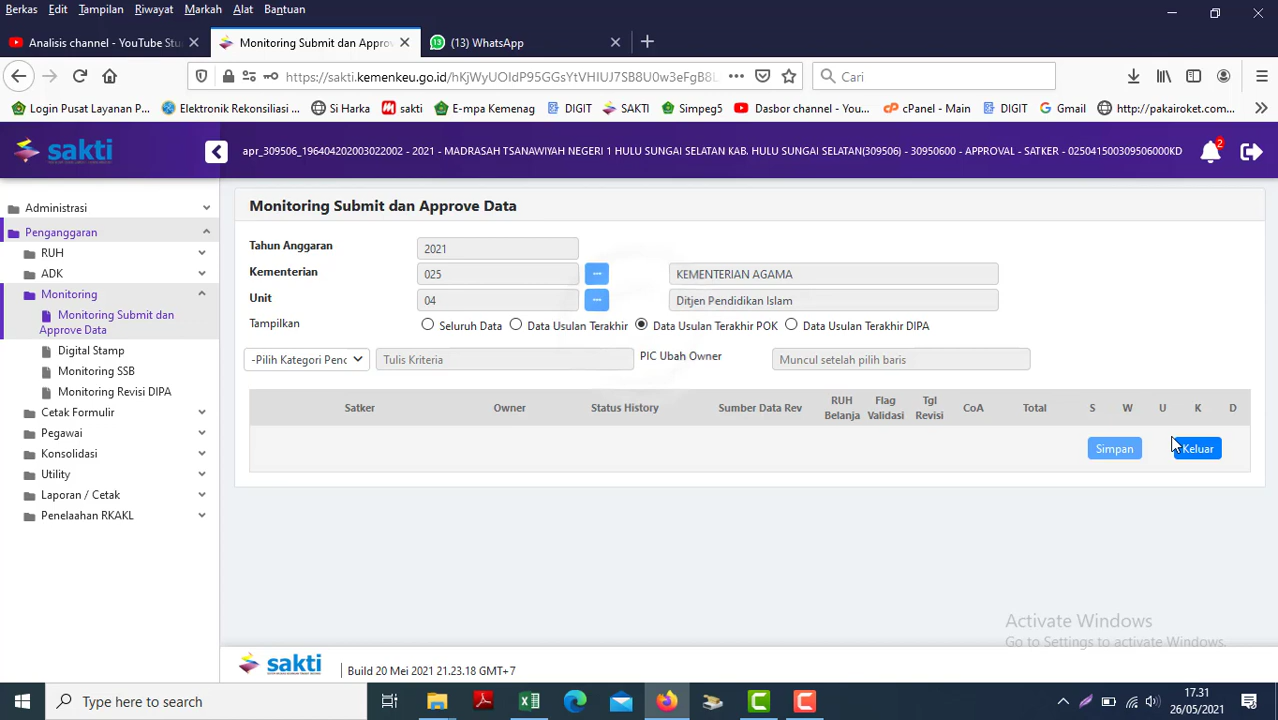 Berkas Edit Tampilan Riwayat Markah Alat Bantuan
Analisis channel - YouTube Stu
Monitoring Submit dan Approv
(13) WhatsApp
https://sakti.kemenkeu.go.id/hKjWyUOIdP95GGsYtVHIUJ7SB8U0w3eFgB8L
Cari
Login Pusat Layanan P... Elektronik Rekonsiliasi ... Si Harka sakti E-mpa Kemenag DIGIT SAKTI Simpeg5 Dasbor channel - You... cPanel - Main DIGIT Gmail http://pakairoket.com...
sakti
apr_309506_196404202003022002 - 2021 - MADRASAH TSANAWIYAH NEGERI 1 HULU SUNGAI SELATAN KAB. HULU SUNGAI SELATAN(309506) - 30950600 - APPROVAL - SATKER - 025041500309506000KD
2
Administrasi
Penganggaran
RUH
ADK
Monitoring
Monitoring Submit dan
Approve Data
Digital Stamp
Monitoring SSB
Monitoring Revisi DIPA
Cetak Formulir
Pegawai
Konsolidasi
Utility
Laporan / Cetak
Penelaahan RKAKL
Monitoring Submit dan Approve Data
Tahun Anggaran 2021
Kementerian 025 ... KEMENTERIAN AGAMA
Unit 04 ... Ditjen Pendidikan Islam
Tampilkan Seluruh Data Data Usulan Terakhir Data Usulan Terakhir POK Data Usulan Terakhir DIPA
-Pilih Kategori Penc Tulis Kriteria PIC Ubah Owner Muncul setelah pilih baris
Satker Owner Status History Sumber Data Rev RUH Belanja Flag Validasi Tgl Revisi CoA Total S W U K D
Simpan Keluar
Activate Windows
Go to Settings to activate Windows.
sakti Build 20 Mei 2021 21.23.18 GMT+7
Type here to search
17.31
26/05/2021